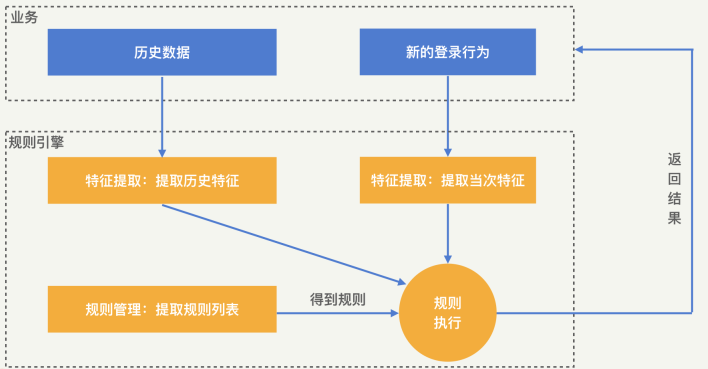 业务
历史数据
新的登录行为
规则引擎
特征提取：提取历史特征
特征提取：提取当次特征
返
回
结
果
规则管理：提取规则列表
得到规则
规则
执行